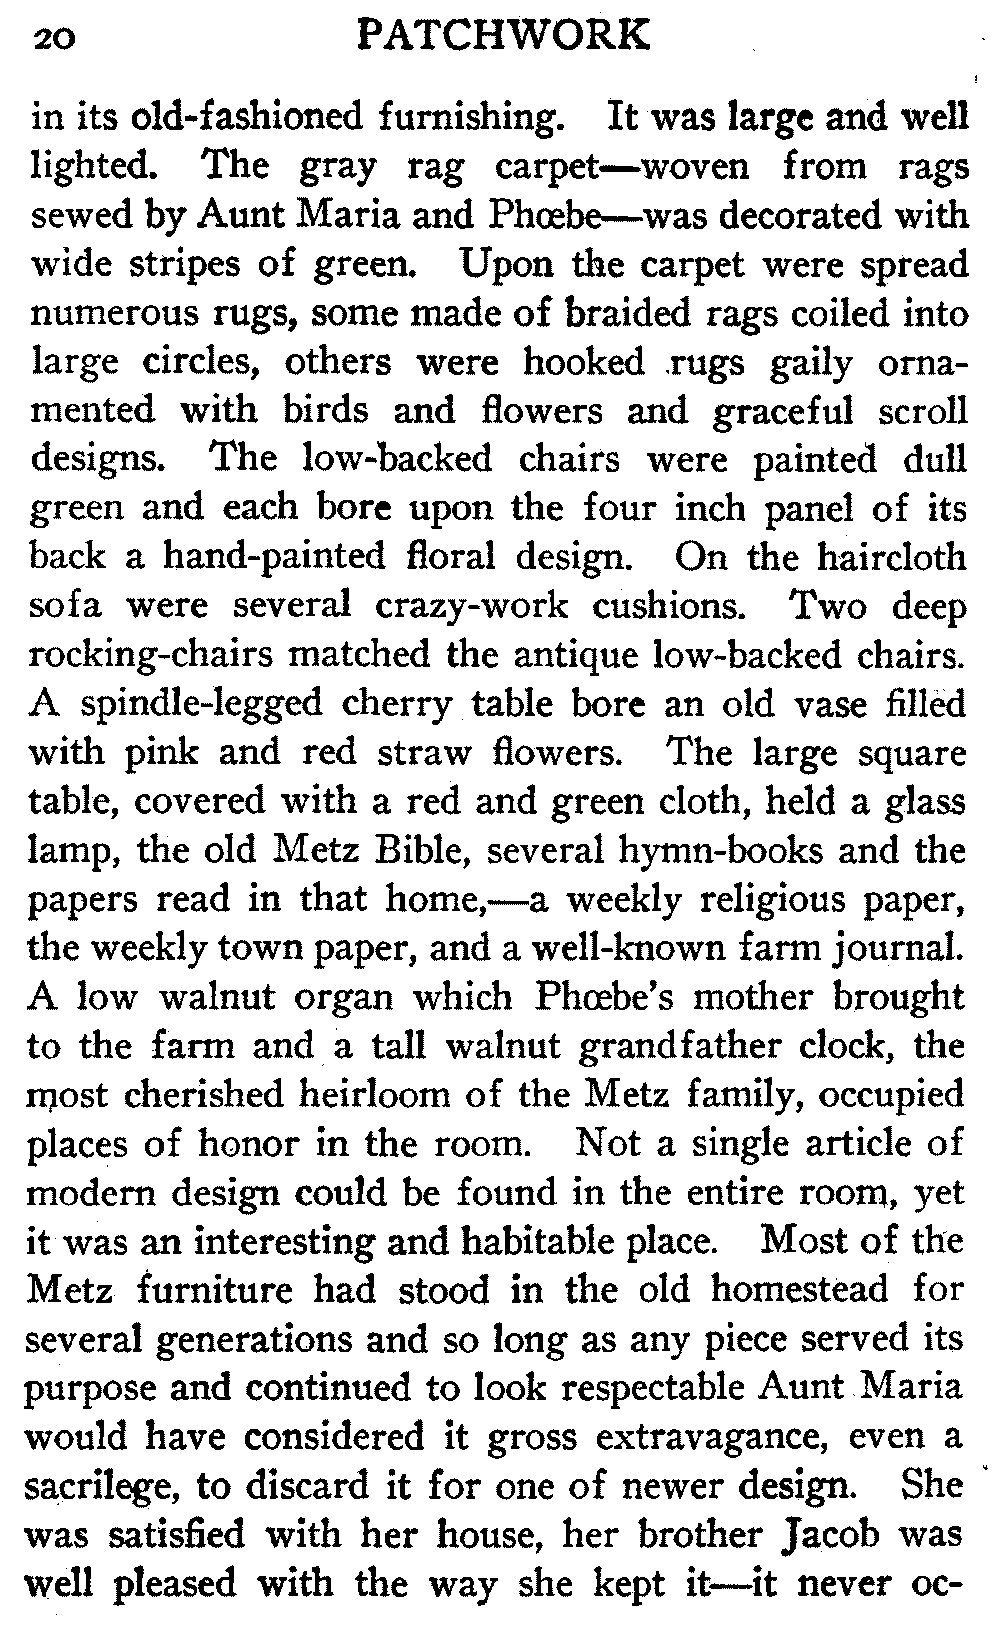 20 PATCHWORK
in its old-fashioned furnishing. It was large and well
lighted. The gray rag carpet—woven from rags
sewed by Aunt Maria and Phœbe—was decorated with
wide stripes of green. Upon the carpet were spread
numerous rugs, some made of braided rags coiled into
large circles, others were hooked rugs gaily orna-
mented with birds and flowers and graceful scroll
designs. The low-backed chairs were painted dull
green and each bore upon the four inch panel of its
back a hand-painted floral design. On the haircloth
sofa were several crazy-work cushions. Two deep
rocking-chairs matched the antique low-backed chairs.
A spindle-legged cherry table bore an old vase filled
with pink and red straw flowers. The large square
table, covered with a red and green cloth, held a glass
lamp, the old Metz Bible, several hymn-books and the
papers read in that home,—a weekly religious paper,
the weekly town paper, and a well-known farm journal.
A low walnut organ which Phœbe's mother brought
to the farm and a tall walnut grandfather clock, the
most cherished heirloom of the Metz family, occupied
places of honor in the room. Not a single article of
modern design could be found in the entire room, yet
it was an interesting and habitable place. Most of the
Metz furniture had stood in the old homestead for
several generations and so long as any piece served its
purpose and continued to look respectable Aunt Maria
would have considered it gross extravagance, even a
sacrilege, to discard it for one of newer design. She
was satisfied with her house, her brother Jacob was
well pleased with the way she kept it—it never oc-